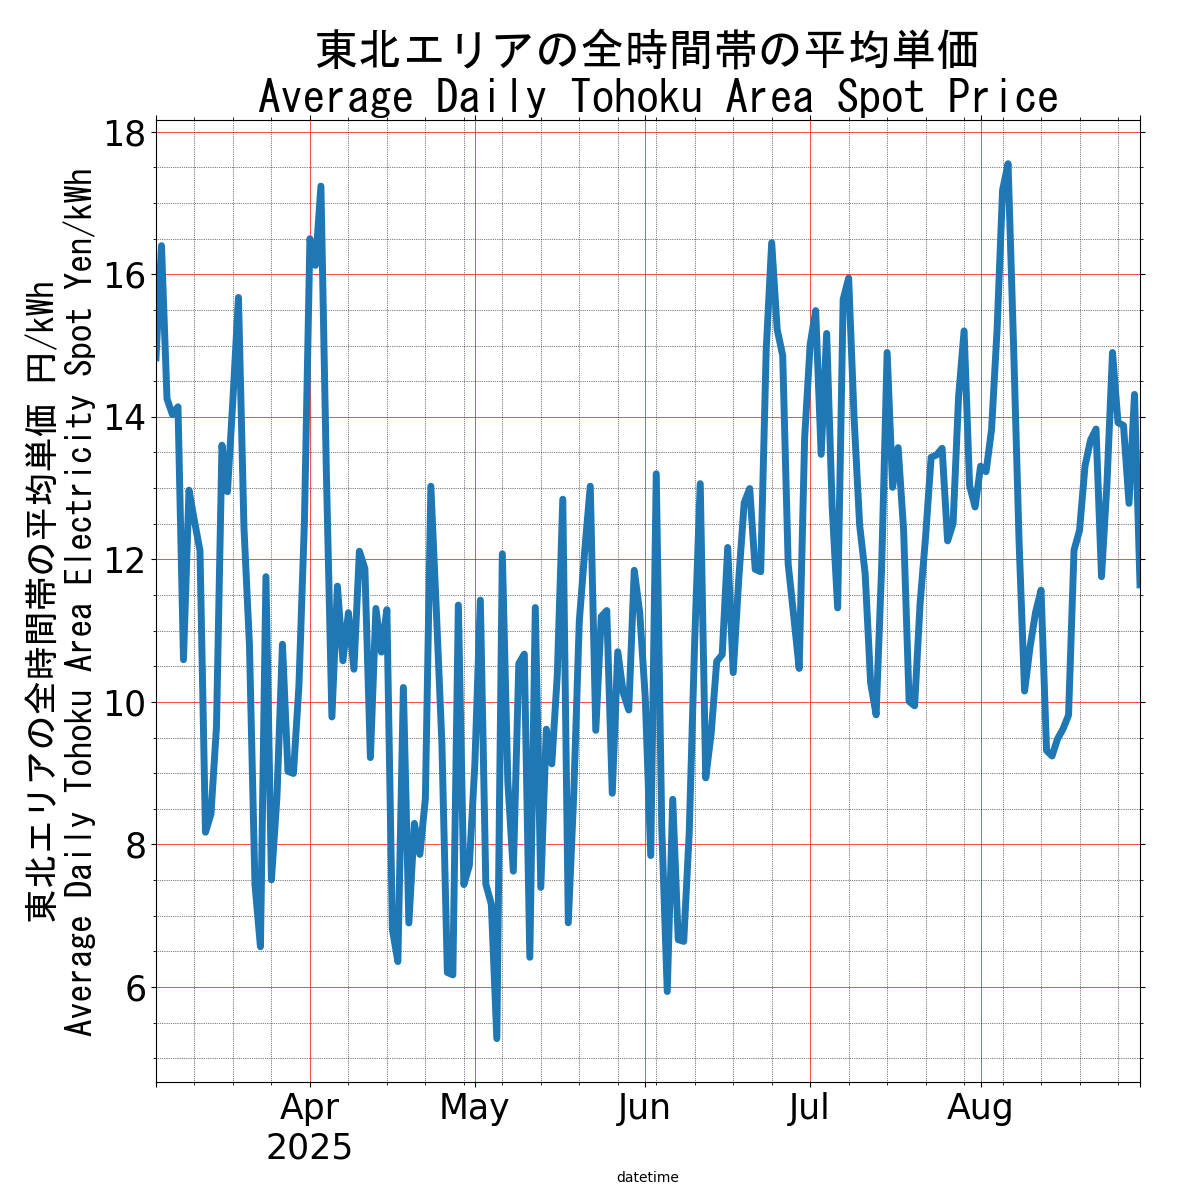 東北エリアの全時間帯の平均単価
Average Daily Tohoku Area Spot Price
東北エリアの全時間帯の平均単価 円/kWh
Average Daily Tohoku Area Electricity Spot Yen/kWh
18
16
14
12
10
8
6
Apr
2025
May
Jun
Jul
Aug
datetime